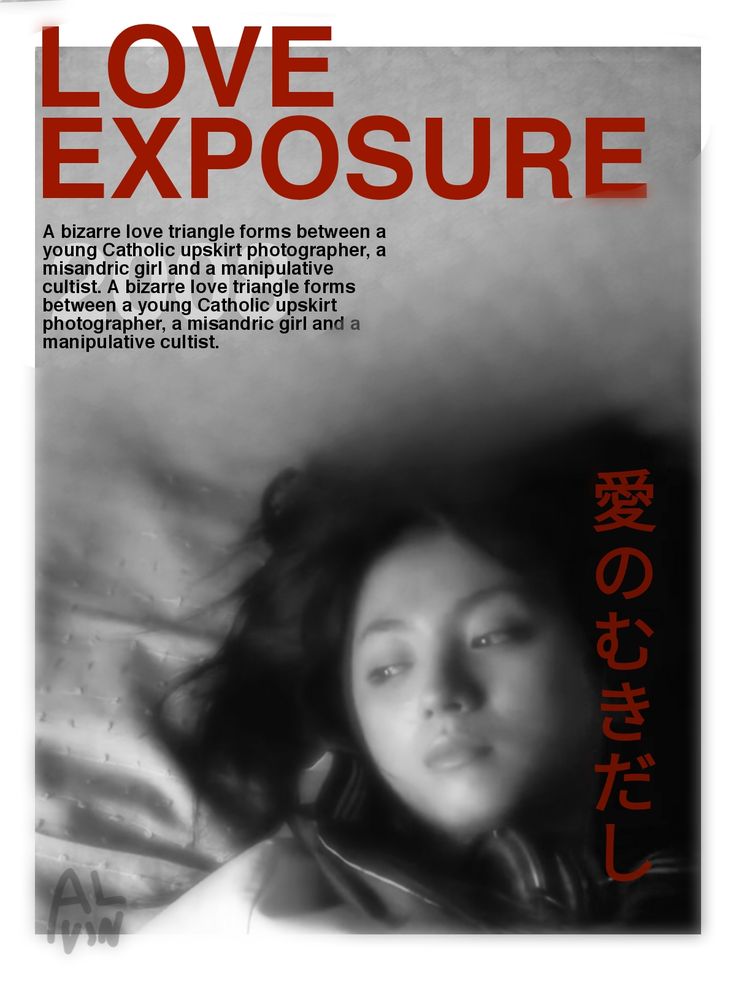 LOVE
EXPOSURE
A bizarre love triangle forms between a
young Catholic upskirt photographer, a
misandric girl and a manipulative
cultist. A bizarre love triangle forms
between a young Catholic upskirt
photographer, a misandric girl and a
manipulative cultist.
愛のむきだし
AL
VIN